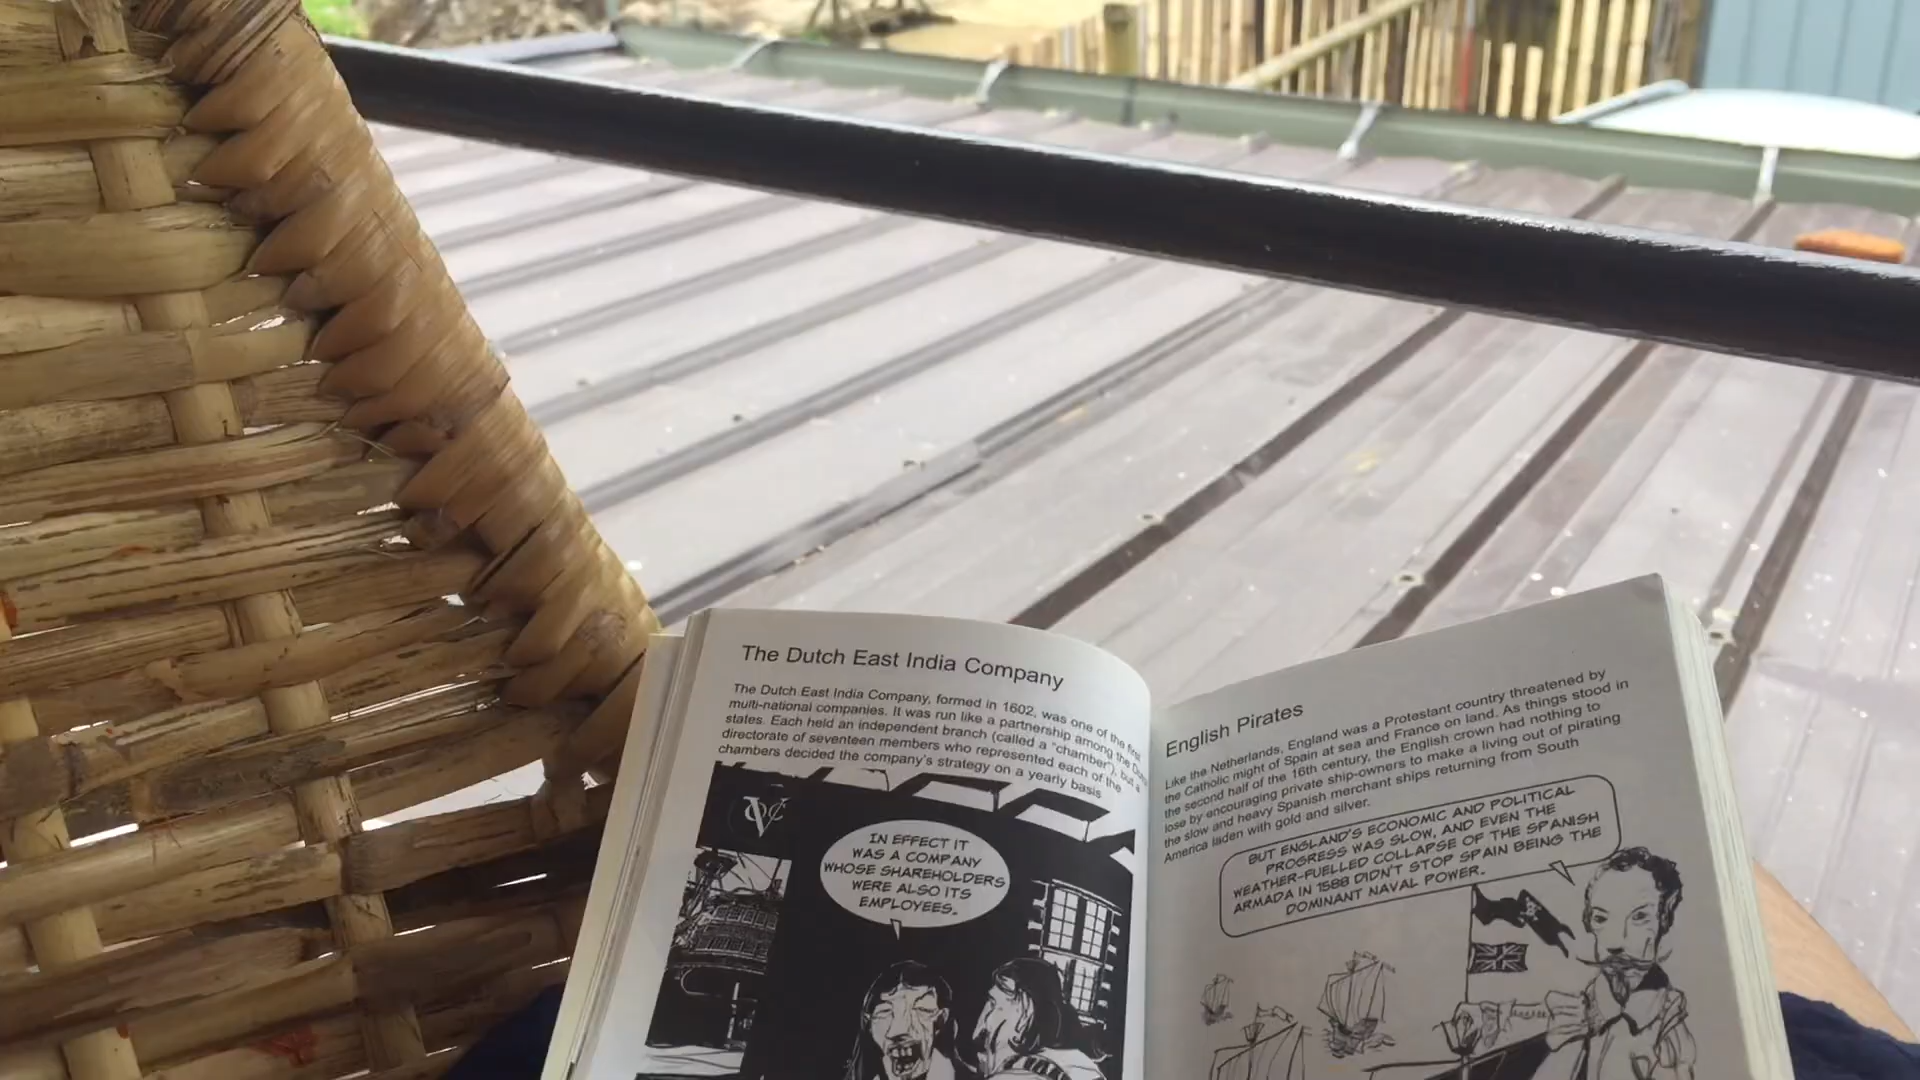 The Dutch East India Company
The Dutch East India Company, formed in 1602, was one of the first
multi-national companies. It was run like a partnership among the Dutch
states. Each held an independent branch (called a "chamber"), but a
directorate of seventeen members who represented each of the
chambers decided the company's strategy on a yearly basis
VOC
IN EFFECT IT
WAS A COMPANY
WHOSE SHAREHOLDERS
WERE ALSO ITS
EMPLOYEES.
English Pirates
Like the Netherlands, England was a Protestant country threatened by
the Catholic might of Spain at sea and France on land. As things stood in
the second half of the 16th century, the English crown had nothing to
lose by encouraging private ship-owners to make a living out of pirating
the slow and heavy Spanish merchant ships returning from South
America laden with gold and silver.
BUT ENGLAND'S ECONOMIC AND POLITICAL
PROGRESS WAS SLOW, AND EVEN THE
WEATHER-FUELLED COLLAPSE OF THE SPANISH
ARMADA IN 1588 DIDN'T STOP SPAIN BEING THE
DOMINANT NAVAL POWER.